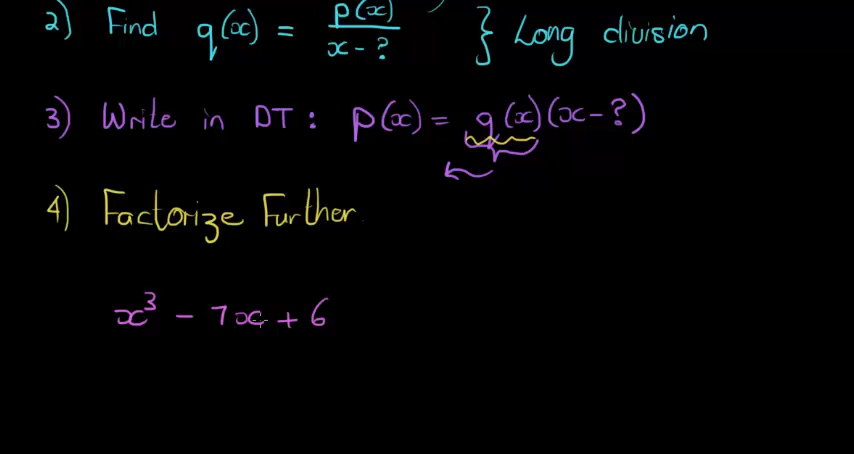 2) Find q(x) = p(x) / x - ? } Long division
3) Write in DT : p(x) = q(x)(x - ?)
4) Factorize Further
x³ - 7x + 6